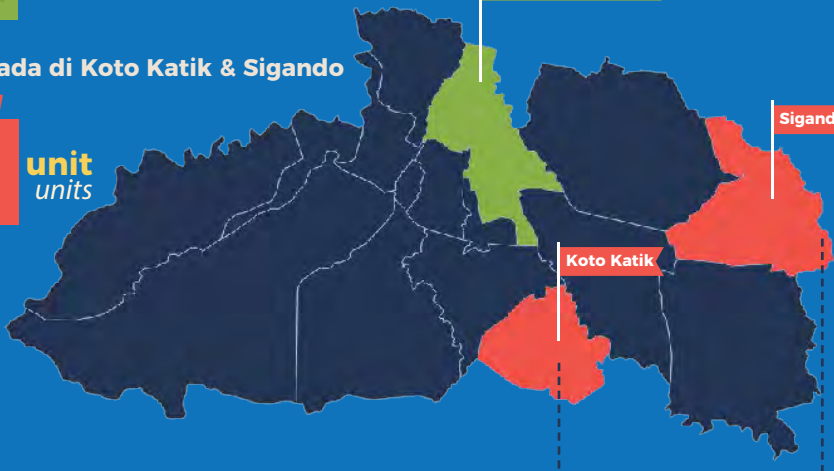 ada di Koto Katik & Sigando
unit
units
Sigand
Koto Katik